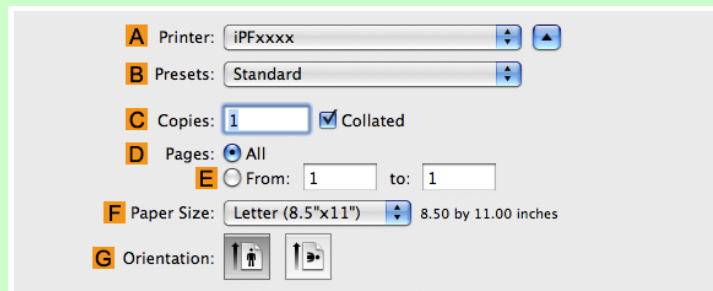 A Printer: iPFxxxx
B Presets: Standard
C Copies: 1 Collated
D Pages: All
E From: 1 to: 1
F Paper Size: Letter (8.5"x11") 8.50 by 11.00 inches
G Orientation: